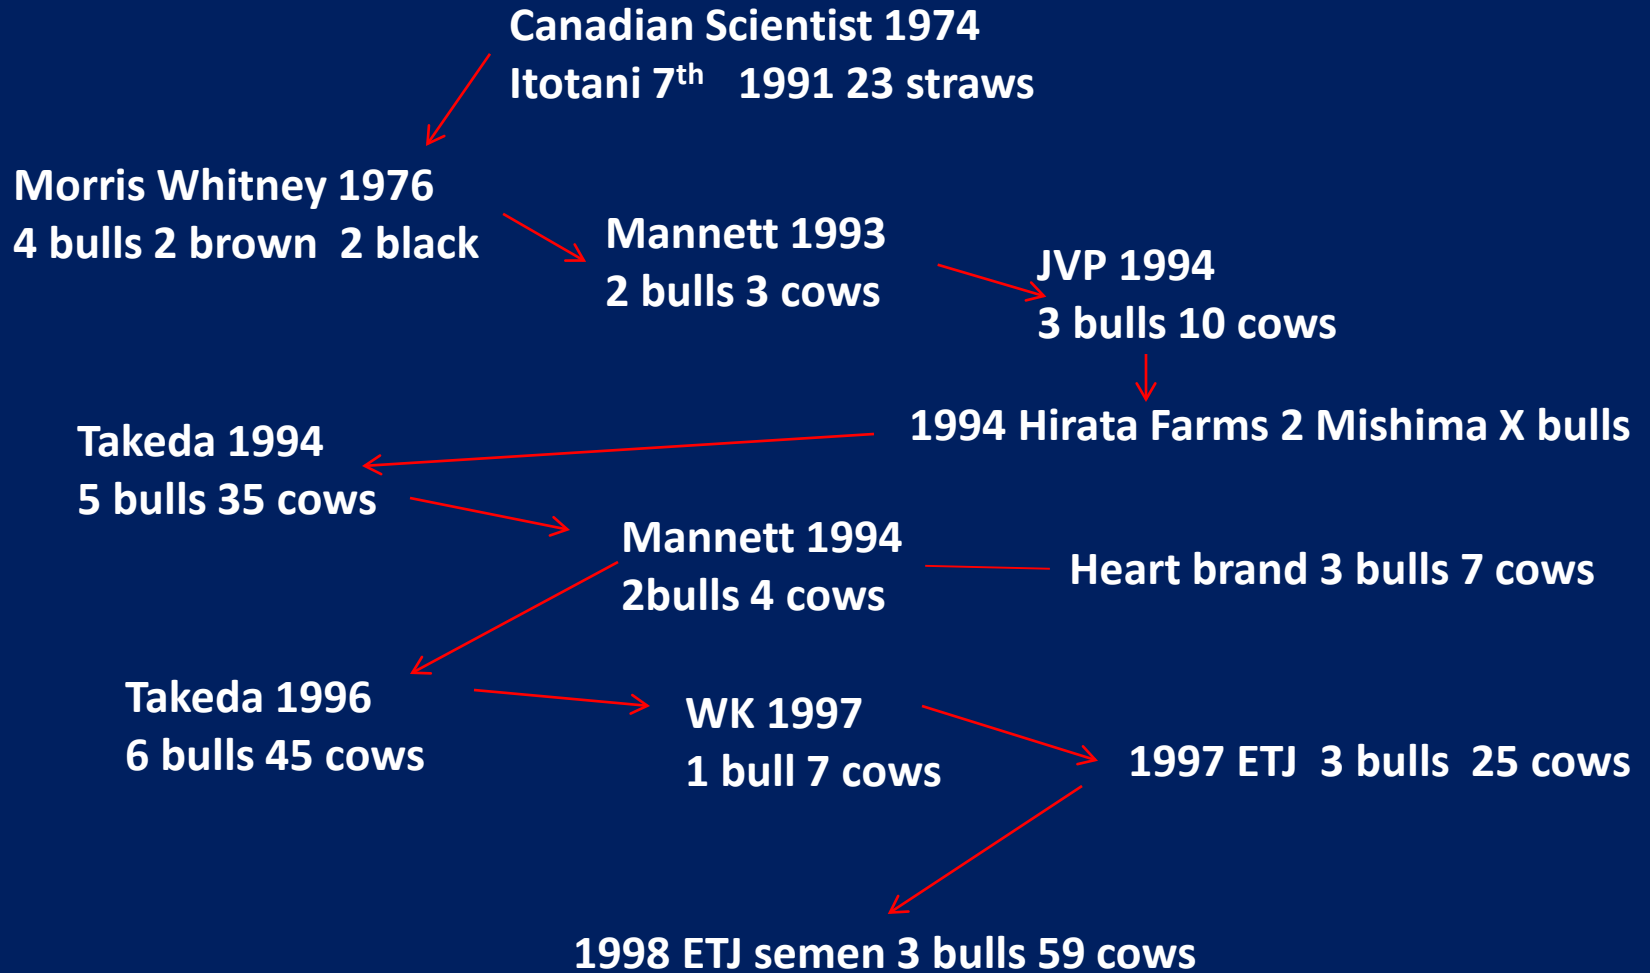 Canadian Scientist 1974
Itotani 7th 1991 23 straws
Morris Whitney 1976
4 bulls 2 brown 2 black
Mannett 1993
2 bulls 3 cows
JVP 1994
3 bulls 10 cows
1994 Hirata Farms 2 Mishima X bulls
Takeda 1994
5 bulls 35 cows
Mannett 1994
2bulls 4 cows
Heart brand 3 bulls 7 cows
Takeda 1996
6 bulls 45 cows
WK 1997
1 bull 7 cows
1997 ETJ 3 bulls 25 cows
1998 ETJ semen 3 bulls 59 cows